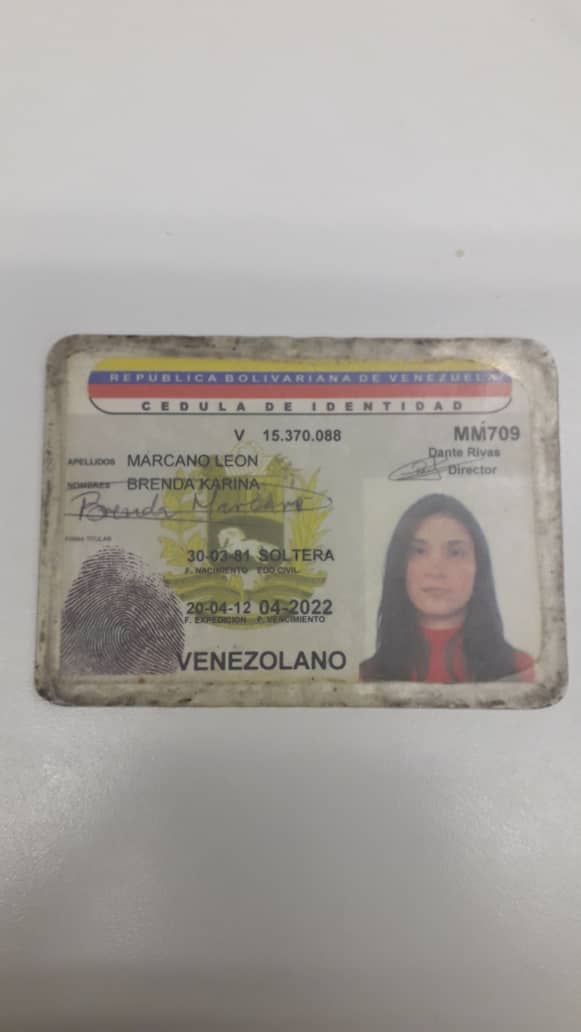 REPUBLICA BOLIVARIANA DE VENEZUELA
CEDULA DE IDENTIDAD
V 15.370.088 MM709
Dante Rivas
Director
APELLIDOS MARCANO LEON
NOMBRES BRENDA KARINA
Brenda Marcano
FIRMA TITULAR
30-03-81 SOLTERA
F. NACIMIENTO EDO CIVIL
20-04-12 04-2022
F. EXPEDICION F. VENCIMIENTO
VENEZOLANO